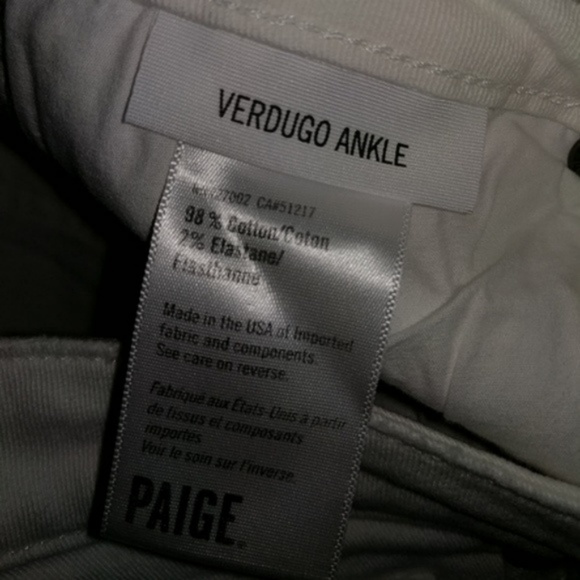 VERDUGO ANKLE
CA#51217
98% Cotton/Coton
2% Elastane/
Elasthanne
Made in the USA of Imported
fabric and components.
See care on reverse.
Fabriqué aux États-Unis à partir
de tissus et composants
importés.
Voir le soin sur l'inverse.
PAIGE